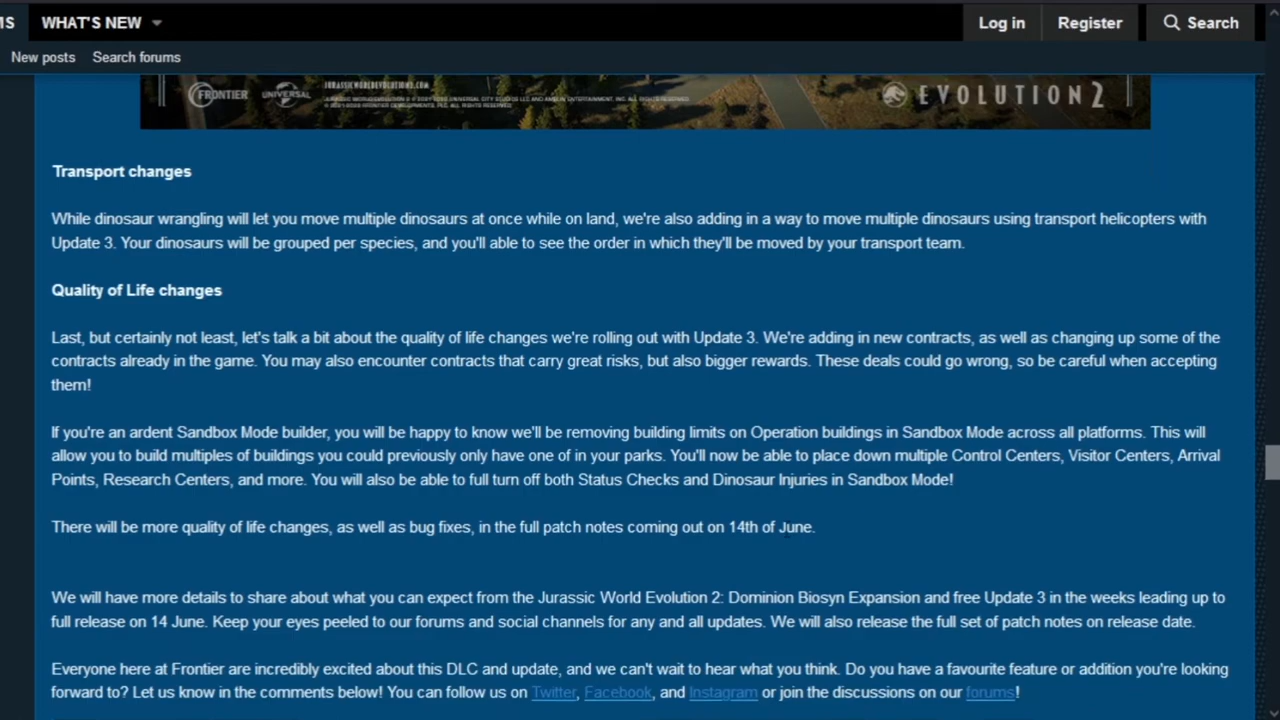 MS WHAT'S NEW Log in Register Search
New posts Search forums
FRONTIER UNIVERSAL JURASSICWORLDEVOLUTION2.COM EVOLUTION 2
Transport changes
While dinosaur wrangling will let you move multiple dinosaurs at once while on land, we're also adding in a way to move multiple dinosaurs using transport helicopters with
Update 3. Your dinosaurs will be grouped per species, and you'll able to see the order in which they'll be moved by your transport team.
Quality of Life changes
Last, but certainly not least, let's talk a bit about the quality of life changes we're rolling out with Update 3. We're adding in new contracts, as well as changing up some of the
contracts already in the game. You may also encounter contracts that carry great risks, but also bigger rewards. These deals could go wrong, so be careful when accepting
them!
If you're an ardent Sandbox Mode builder, you will be happy to know we'll be removing building limits on Operation buildings in Sandbox Mode across all platforms. This will
allow you to build multiples of buildings you could previously only have one of in your parks. You'll now be able to place down multiple Control Centers, Visitor Centers, Arrival
Points, Research Centers, and more. You will also be able to full turn off both Status Checks and Dinosaur Injuries in Sandbox Mode!
There will be more quality of life changes, as well as bug fixes, in the full patch notes coming out on 14th of June.
We will have more details to share about what you can expect from the Jurassic World Evolution 2: Dominion Biosyn Expansion and free Update 3 in the weeks leading up to
full release on 14 June. Keep your eyes peeled to our forums and social channels for any and all updates. We will also release the full set of patch notes on release date.
Everyone here at Frontier are incredibly excited about this DLC and update, and we can't wait to hear what you think. Do you have a favourite feature or addition you're looking
forward to? Let us know in the comments below! You can follow us on Twitter, Facebook, and Instagram or join the discussions on our forums!